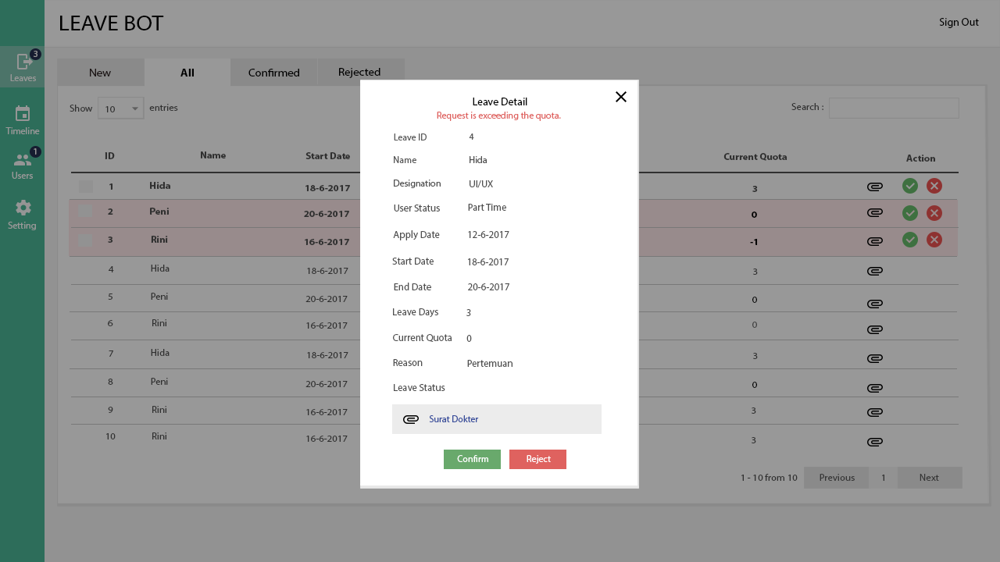 LEAVE BOT
Sign Out
3
Leaves
Timeline
1
Users
Setting
New All Confirmed Rejected
Show 10 entries
Search :
ID Name Start Date Current Quota Action
1 Hida 18-6-2017 3
2 Peni 20-6-2017 0
3 Rini 16-6-2017 -1
4 Hida 18-6-2017 3
5 Peni 20-6-2017 0
6 Rini 16-6-2017 0
7 Hida 18-6-2017 3
8 Peni 20-6-2017 0
9 Rini 16-6-2017 3
10 Rini 16-6-2017 3
1 - 10 from 10 Previous 1 Next
Leave Detail
Request is exceeding the quota.
Leave ID 4
Name Hida
Designation UI/UX
User Status Part Time
Apply Date 12-6-2017
Start Date 18-6-2017
End Date 20-6-2017
Leave Days 3
Current Quota 0
Reason Pertemuan
Leave Status
Surat Dokter
Confirm Reject